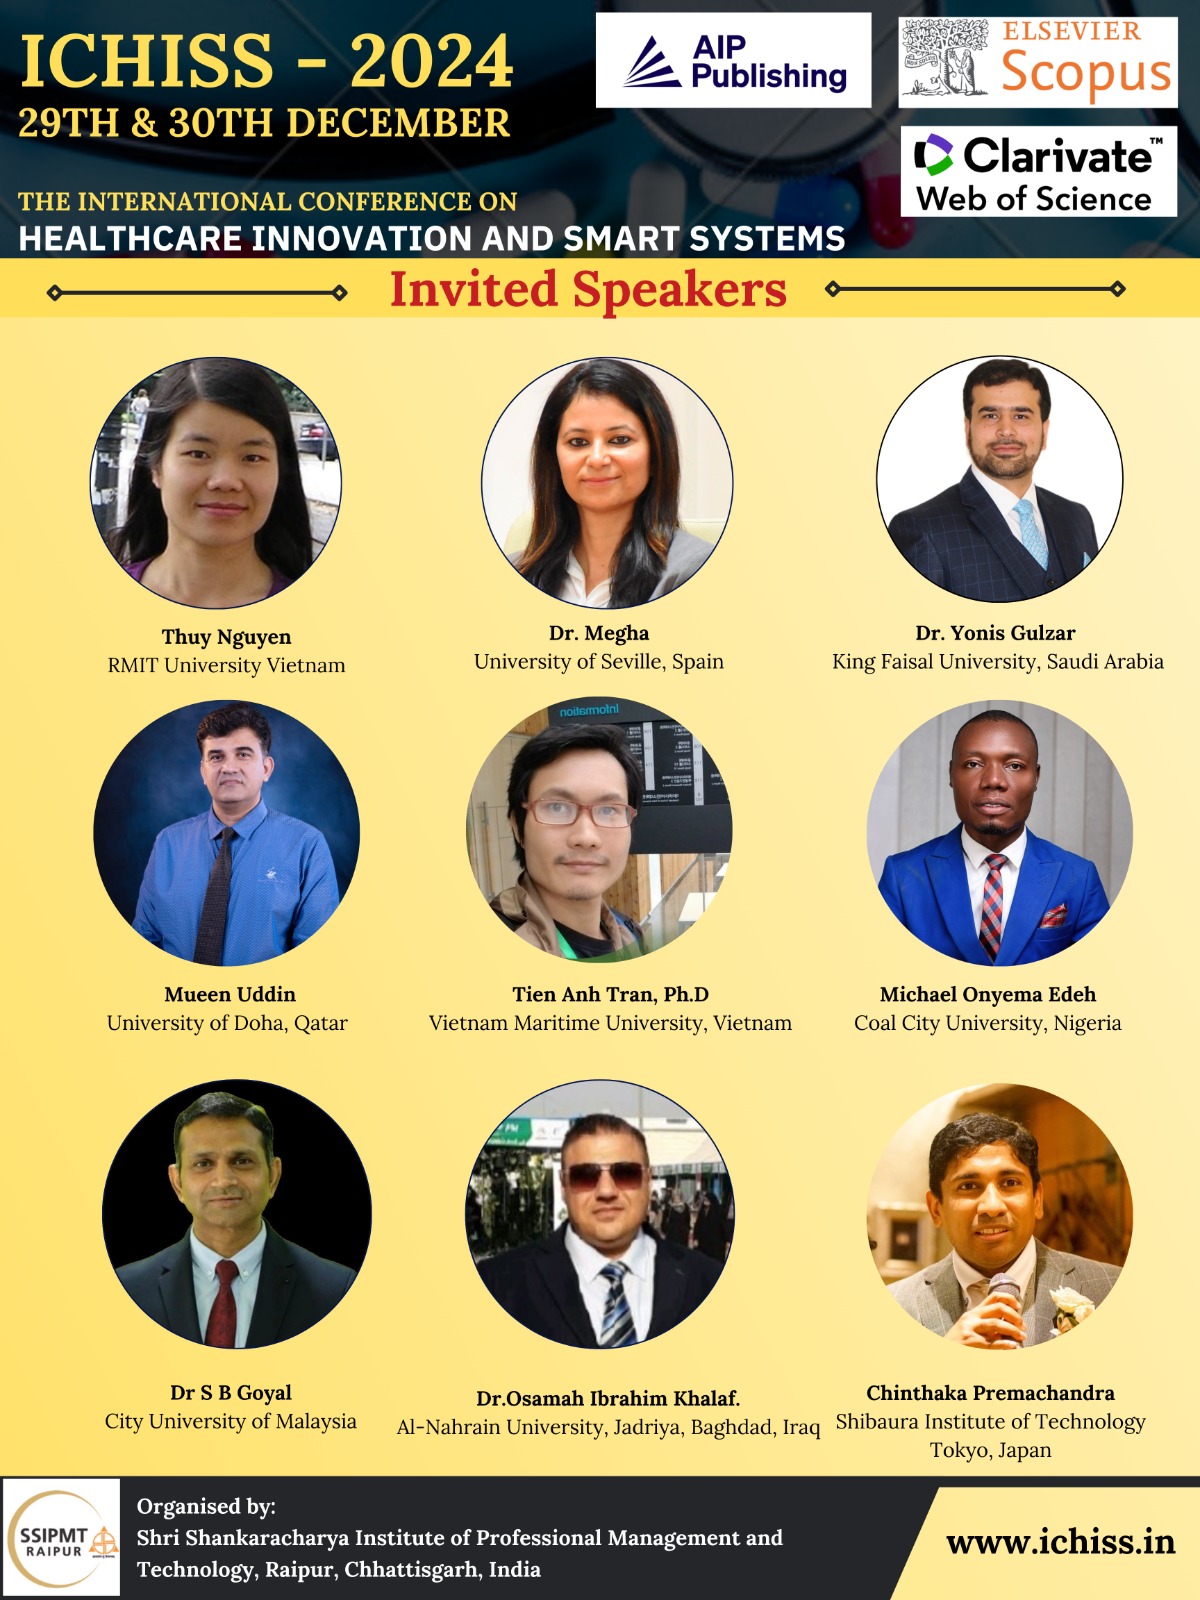 ICHISS - 2024
29TH & 30TH DECEMBER
THE INTERNATIONAL CONFERENCE ON
HEALTHCARE INNOVATION AND SMART SYSTEMS
AIP
Publishing
ELSEVIER
Scopus
Clarivate™
Web of Science
Invited Speakers
Thuy Nguyen
RMIT University Vietnam
Dr. Megha
University of Seville, Spain
Dr. Yonis Gulzar
King Faisal University, Saudi Arabia
Information
Mueen Uddin
University of Doha, Qatar
Tien Anh Tran, Ph.D
Vietnam Maritime University, Vietnam
Michael Onyema Edeh
Coal City University, Nigeria
Dr S B Goyal
City University of Malaysia
Dr.Osamah Ibrahim Khalaf.
Al-Nahrain University, Jadriya, Baghdad, Iraq
Chinthaka Premachandra
Shibaura Institute of Technology
Tokyo, Japan
SSIPMT
RAIPUR
Organised by:
Shri Shankaracharya Institute of Professional Management and
Technology, Raipur, Chhattisgarh, India
www.ichiss.in